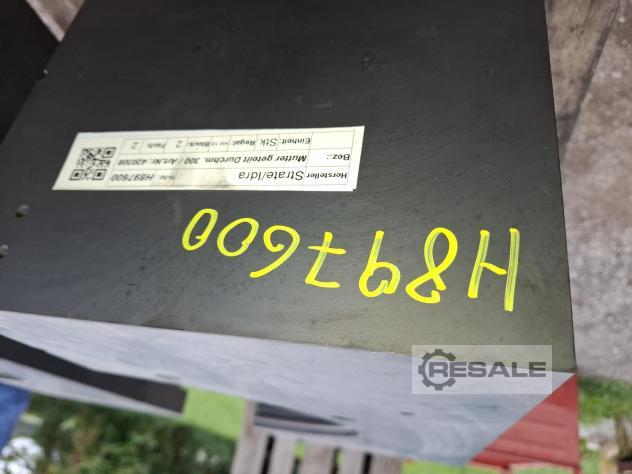 Hersteller Strate/Idra H-Nr. H897600
Bez.: Mutter geteilt Durchm. 300 / Art.Nr.:420308
Einheit: Stk. Regal: Block: 2 Fach: 2
H897600
RESALE